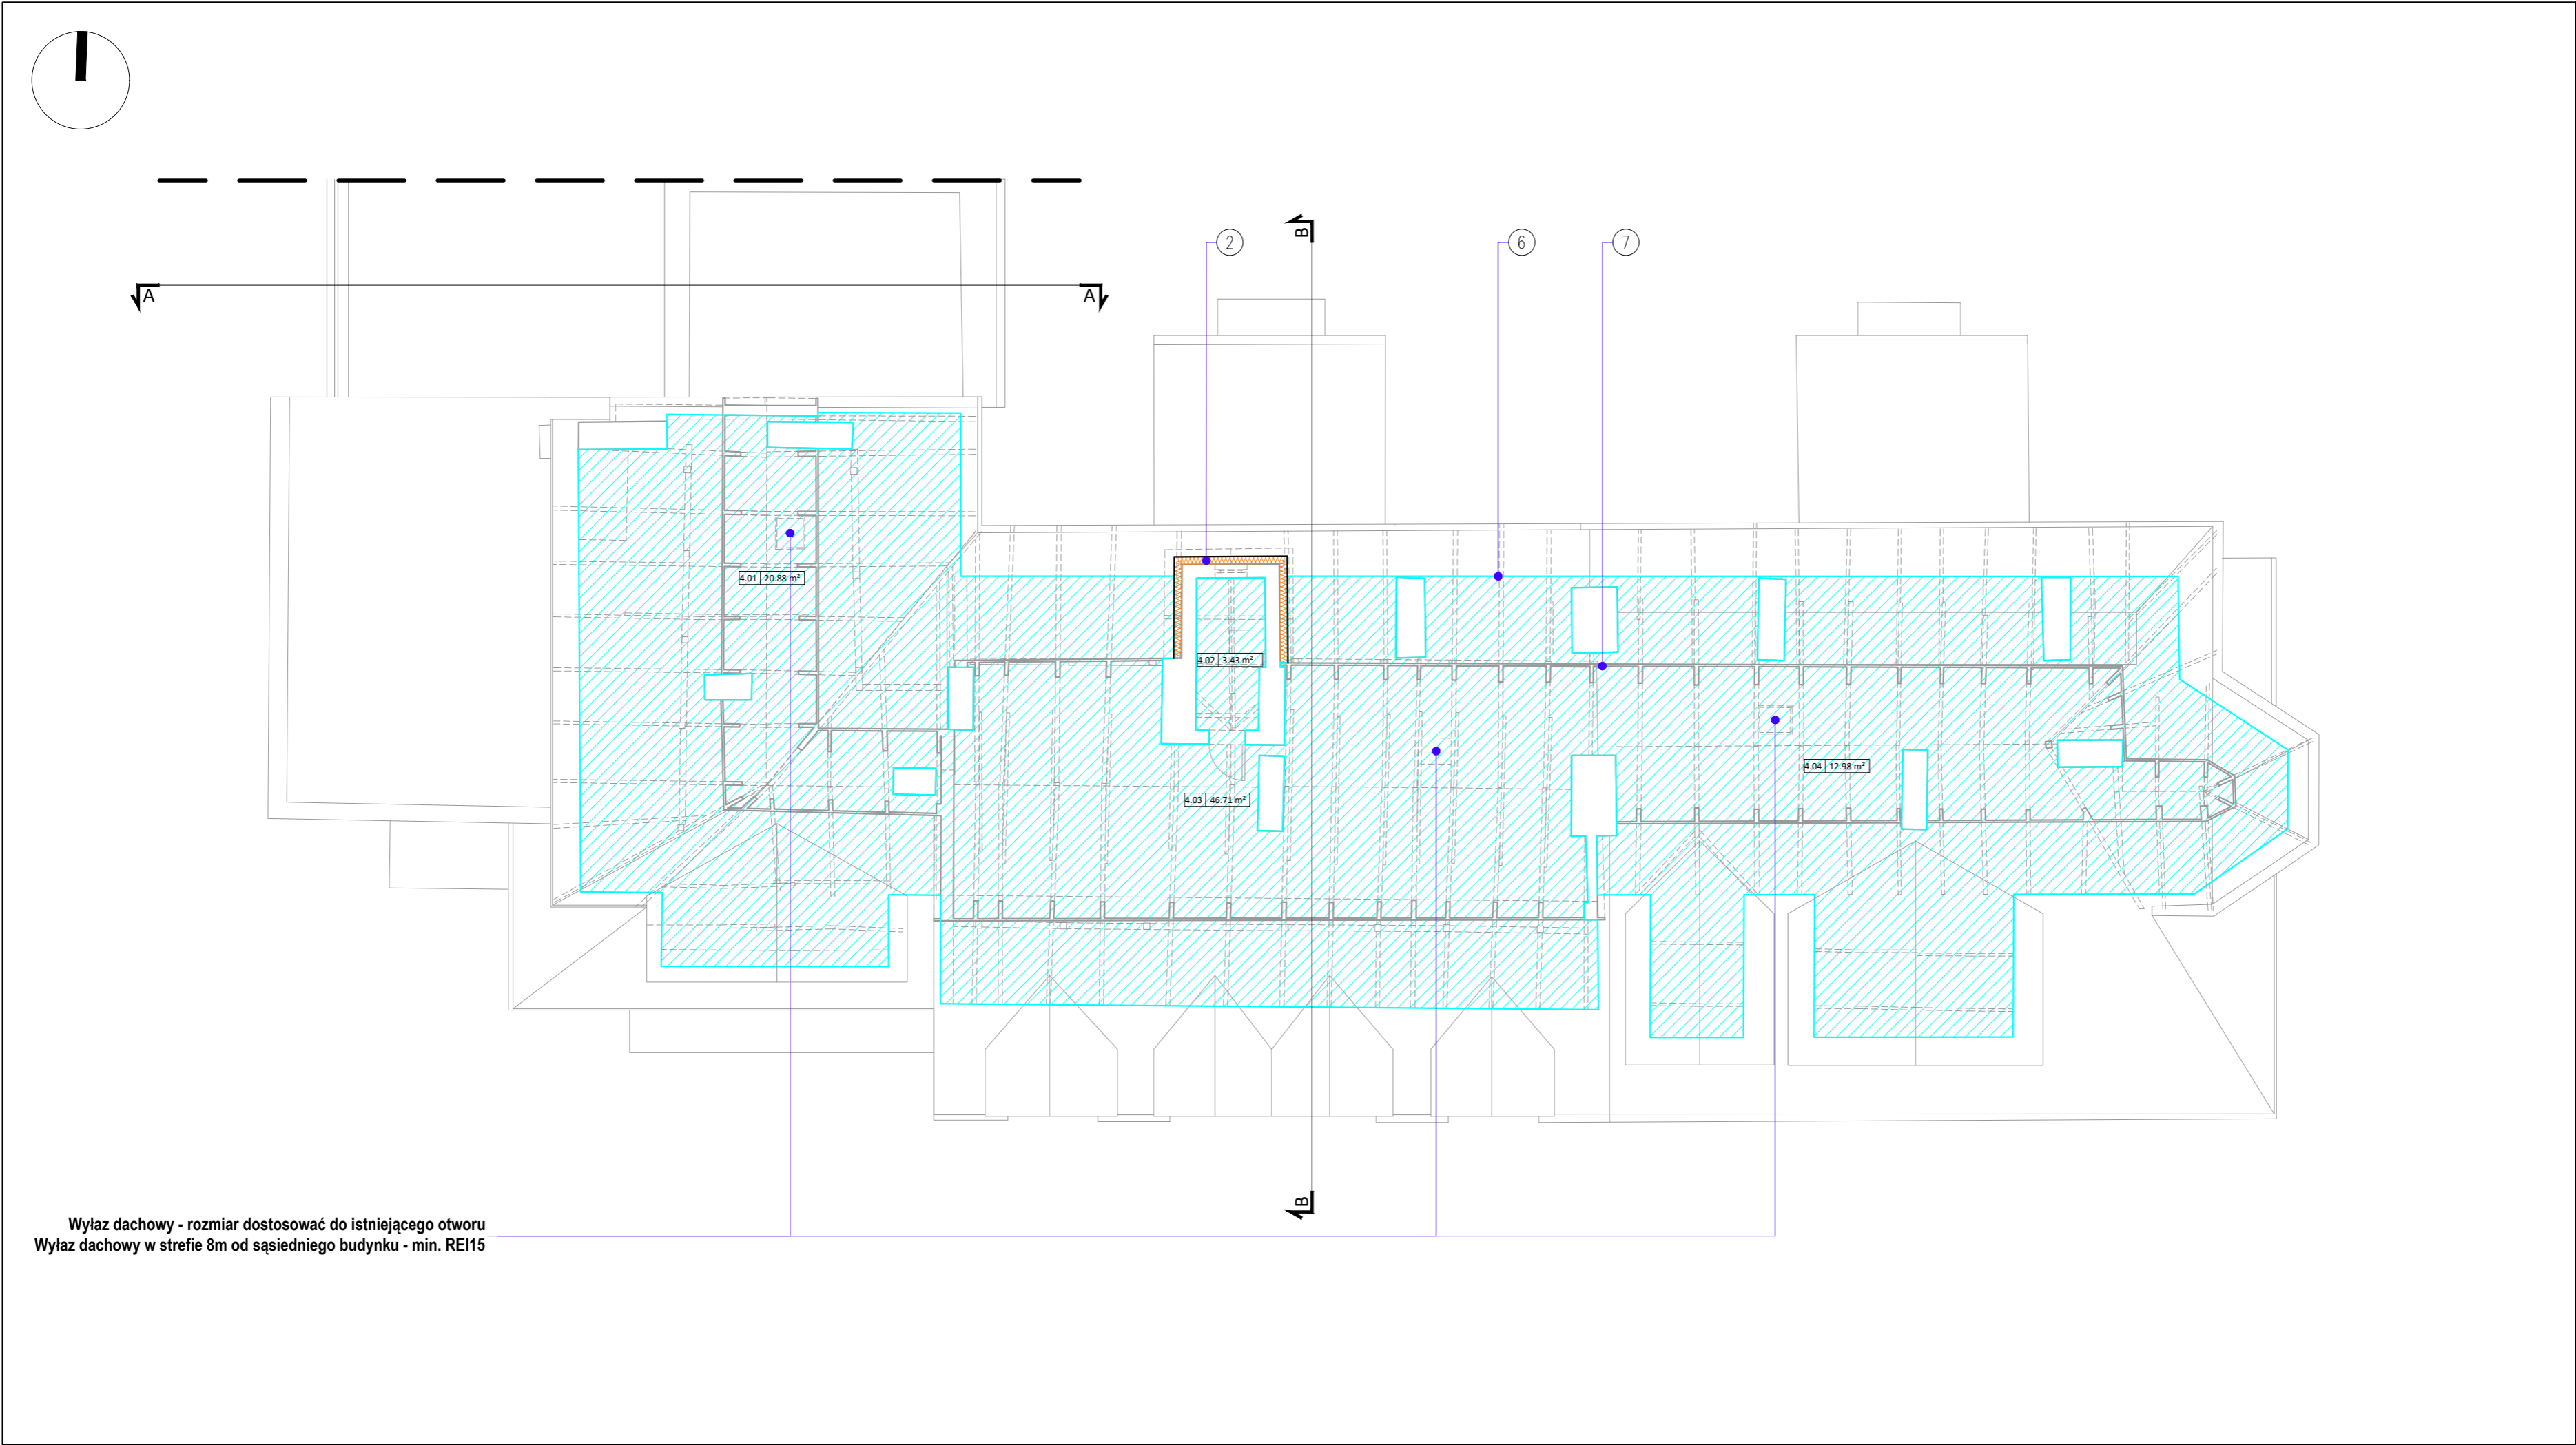 B
2
6
7
A
A
4.01 20.88 m²
4.02 3.43 m²
4.03 46.71 m²
4.04 12.98 m²
B
Wyłaz dachowy - rozmiar dostosować do istniejącego otworu
Wyłaz dachowy w strefie 8m od sąsiedniego budynku - min. REI15